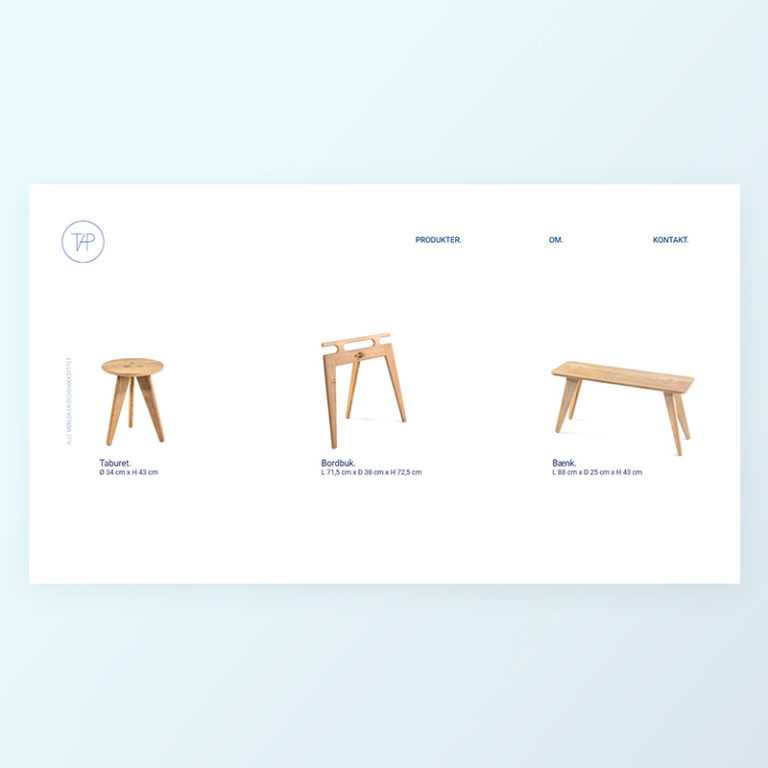 TAP
PRODUKTER.
OM.
KONTAKT.
ALLE MØBLER ER DESIGNBESKYTTET
Taburet.
Ø 34 cm x H 43 cm
Bordbuk.
L 71,5 cm x D 38 cm x H 72,5 cm
Bænk.
L 88 cm x D 25 cm x H 43 cm